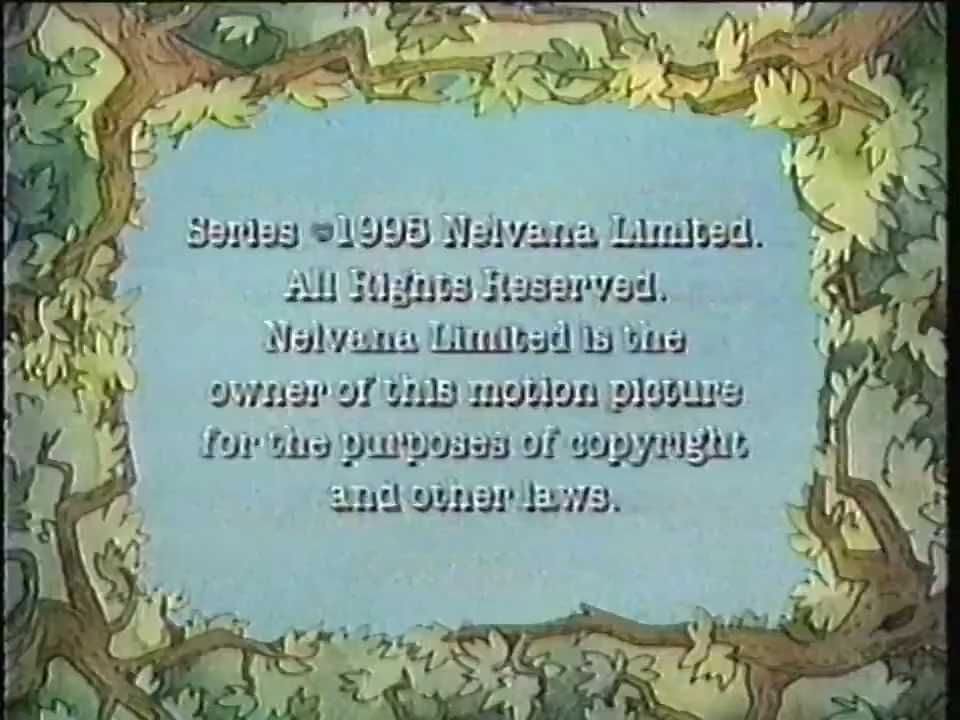 Series ©1995 Nelvana Limited.
All Rights Reserved.
Nelvana Limited is the
owner of this motion picture
for the purposes of copyright
and other laws.